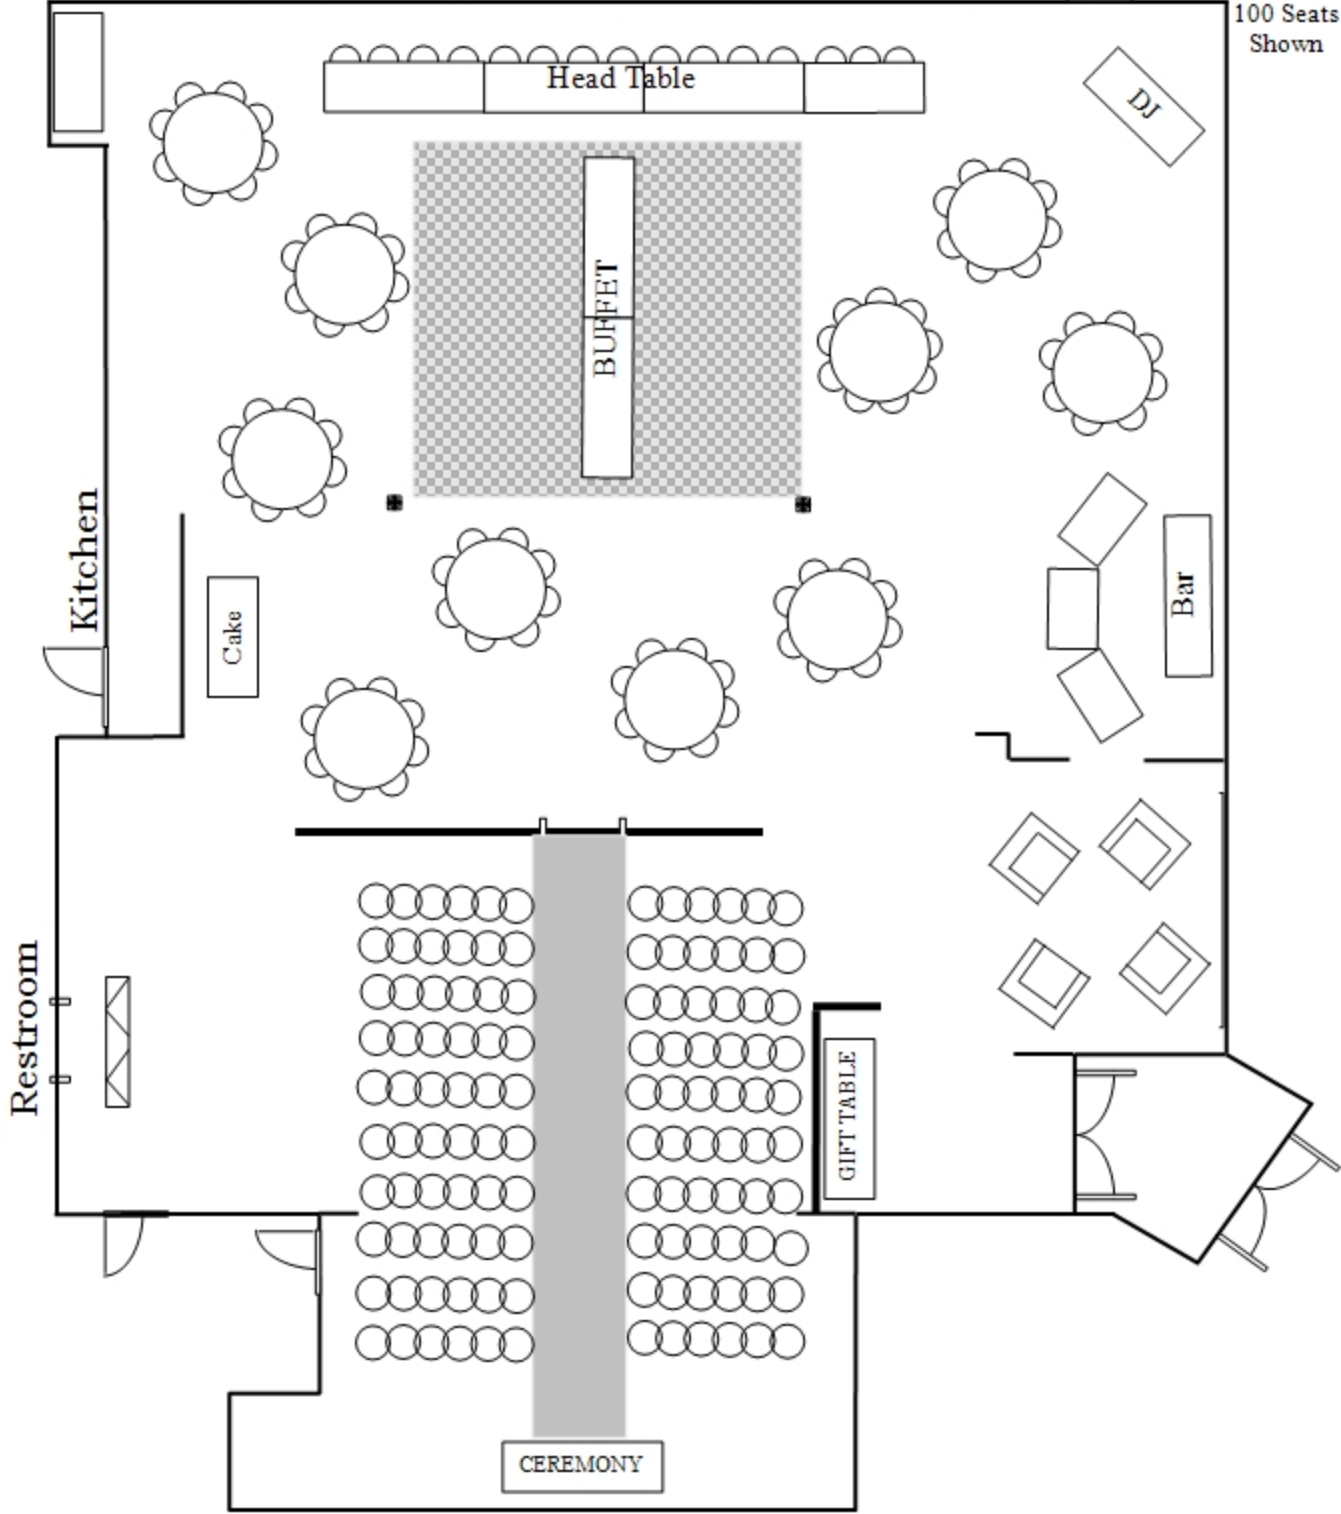 100 Seats
Shown
Head Table
DJ
BUFFET
Kitchen
Cake
Bar
Restroom
GIFT TABLE
CEREMONY